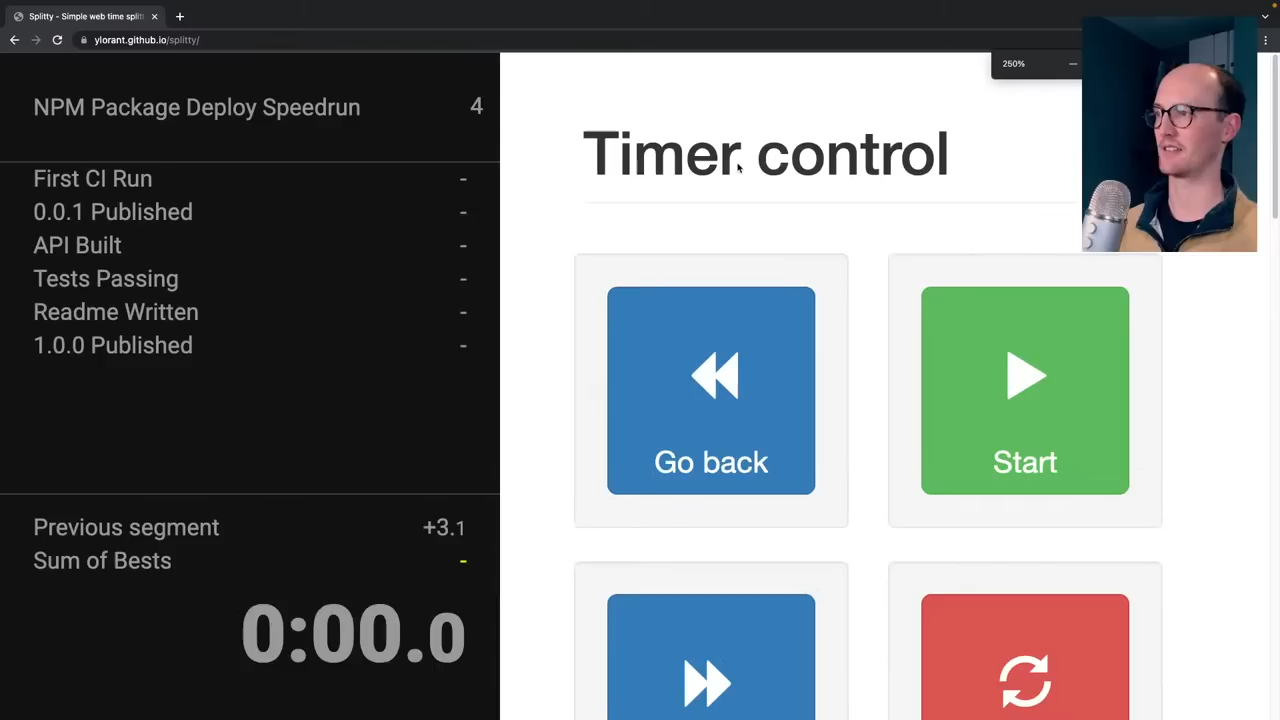 Splitty - Simple web time split
ylorant.github.io/splitty/
250%
NPM Package Deploy Speedrun 4
First CI Run -
0.0.1 Published -
API Built -
Tests Passing -
Readme Written -
1.0.0 Published -
Previous segment +3.1
Sum of Bests -
0:00.0
Timer control
Go back
Start